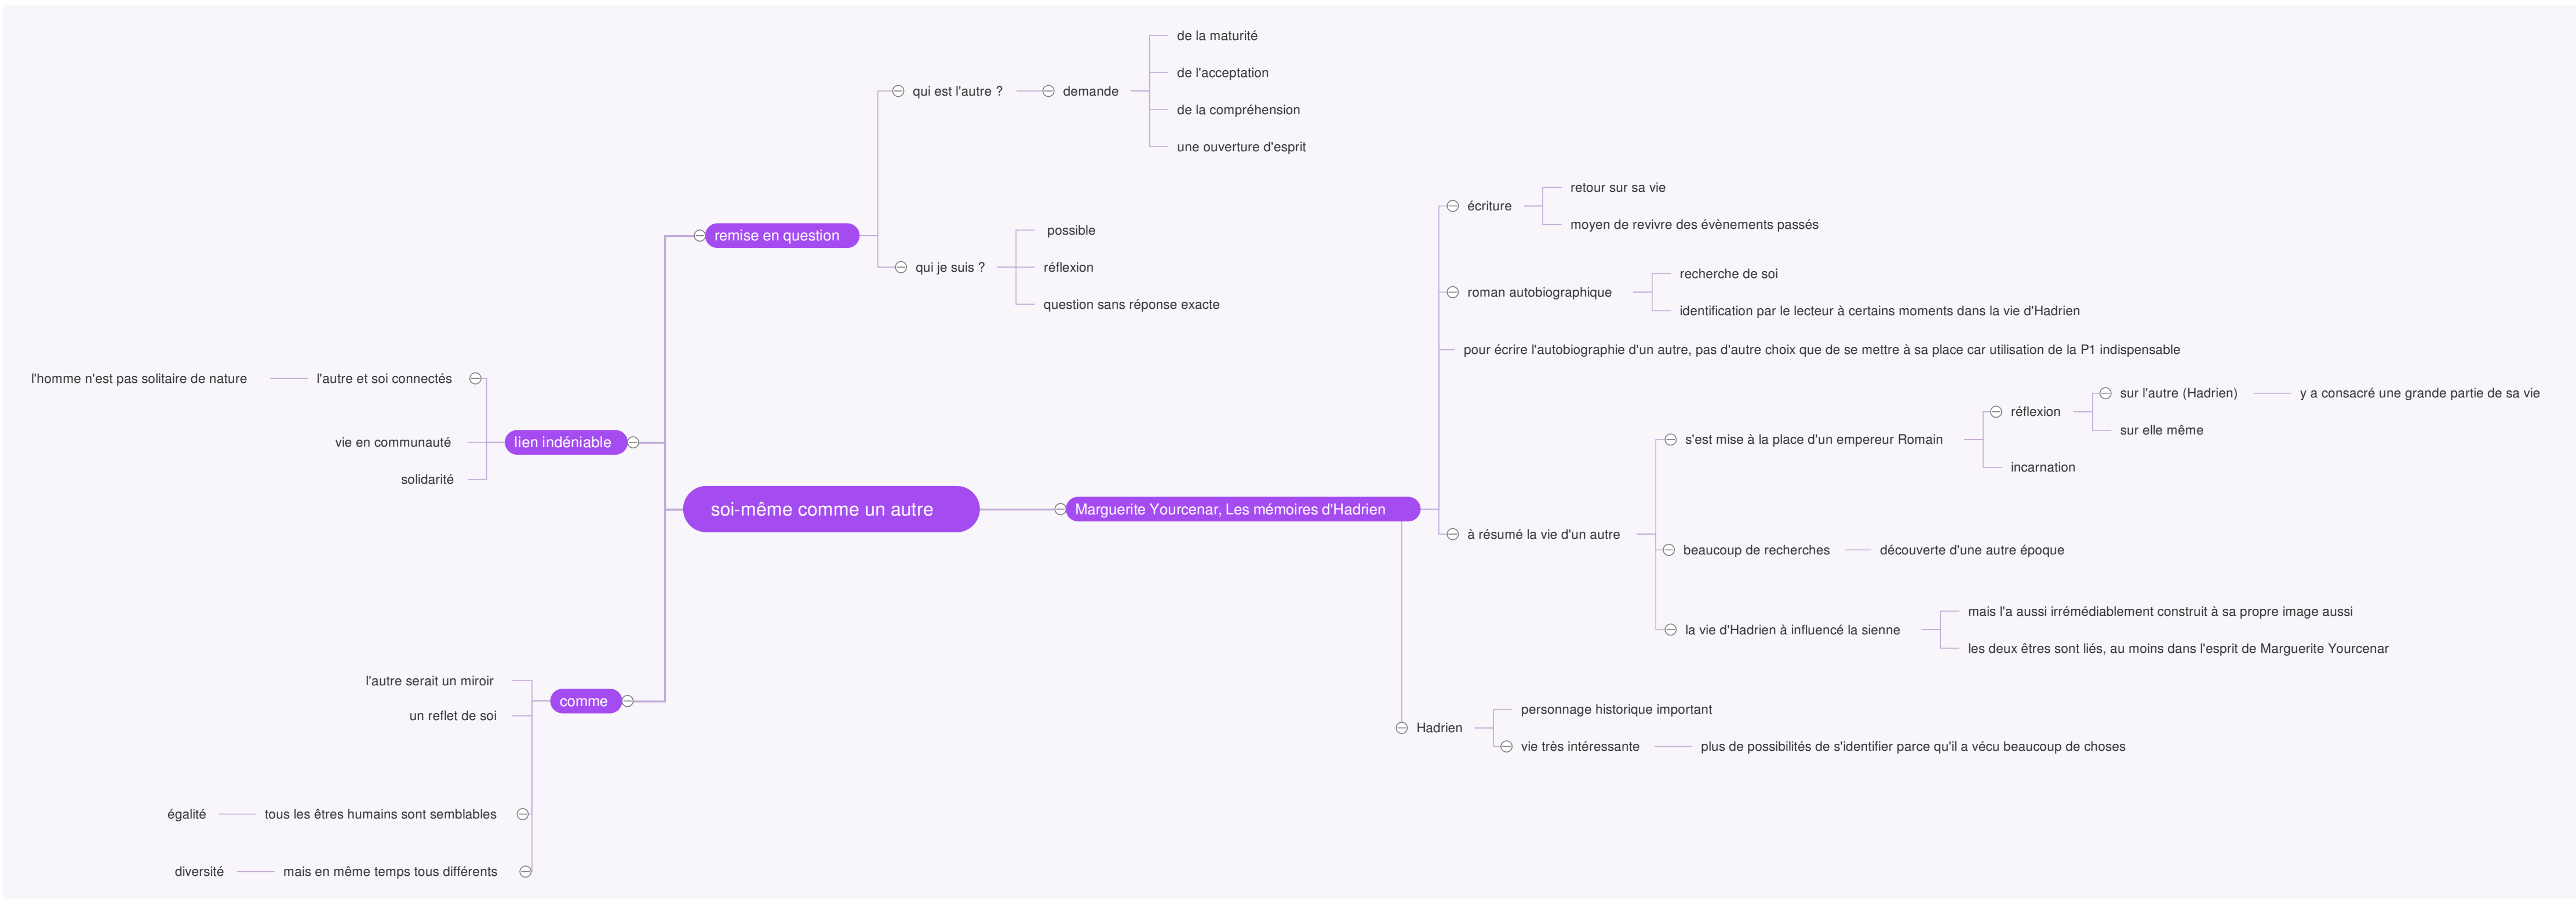 soi-même comme un autre
remise en question
qui est l'autre ?
demande
de la maturité
de l'acceptation
de la compréhension
une ouverture d'esprit
qui je suis ?
possible
réflexion
question sans réponse exacte
lien indéniable
l'autre et soi connectés
l'homme n'est pas solitaire de nature
vie en communauté
solidarité
comme
l'autre serait un miroir
un reflet de soi
tous les êtres humains sont semblables
égalité
mais en même temps tous différents
diversité
Marguerite Yourcenar, Les mémoires d'Hadrien
écriture
retour sur sa vie
moyen de revivre des évènements passés
roman autobiographique
recherche de soi
identification par le lecteur à certains moments dans la vie d'Hadrien
pour écrire l'autobiographie d'un autre, pas d'autre choix que de se mettre à sa place car utilisation de la P1 indispensable
à résumé la vie d'un autre
s'est mise à la place d'un empereur Romain
réflexion
sur l'autre (Hadrien)
y a consacré une grande partie de sa vie
sur elle même
incarnation
beaucoup de recherches
découverte d'une autre époque
la vie d'Hadrien à influencé la sienne
mais l'a aussi irrémédiablement construit à sa propre image aussi
les deux êtres sont liés, au moins dans l'esprit de Marguerite Yourcenar
Hadrien
personnage historique important
vie très intéressante
plus de possibilités de s'identifier parce qu'il a vécu beaucoup de choses